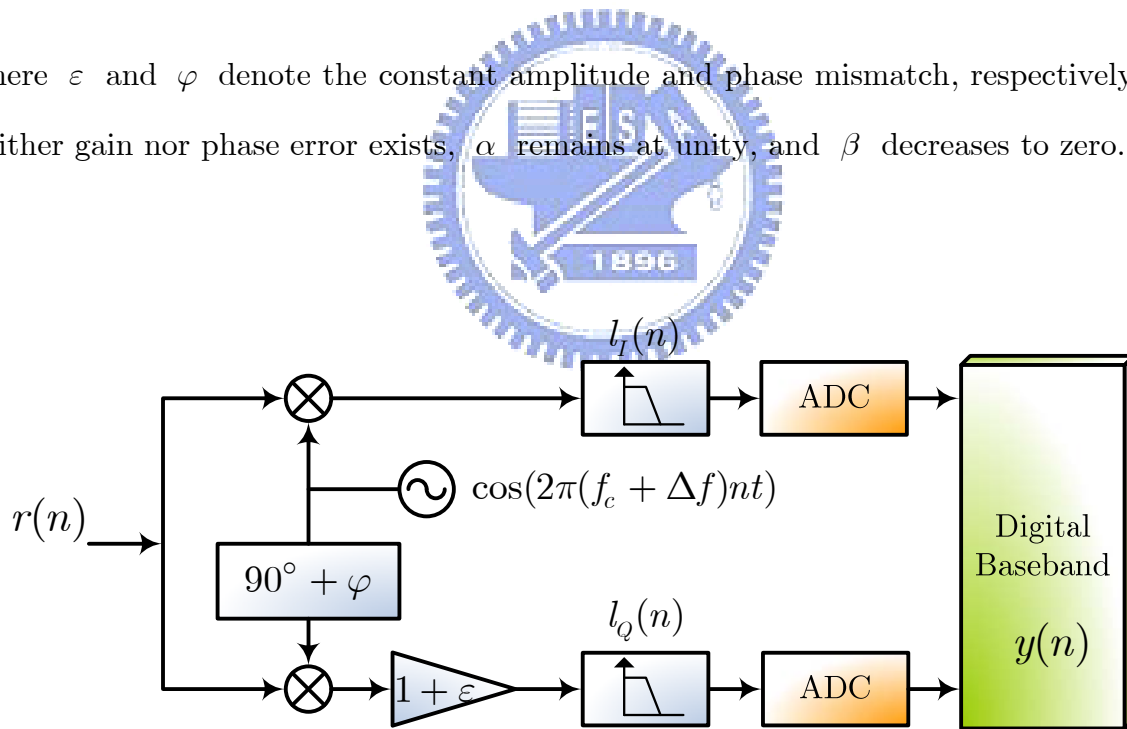 here ε and φ denote the constant amplitude and phase mismatch, respectively
ither gain nor phase error exists, α remains at unity, and β decreases to zero.
E S A
1896
l_I(n)
ADC
cos(2π(f_c + Δf)nt)
r(n)
Digital
Baseband
90° + φ
l_Q(n)
y(n)
1 + ε
ADC